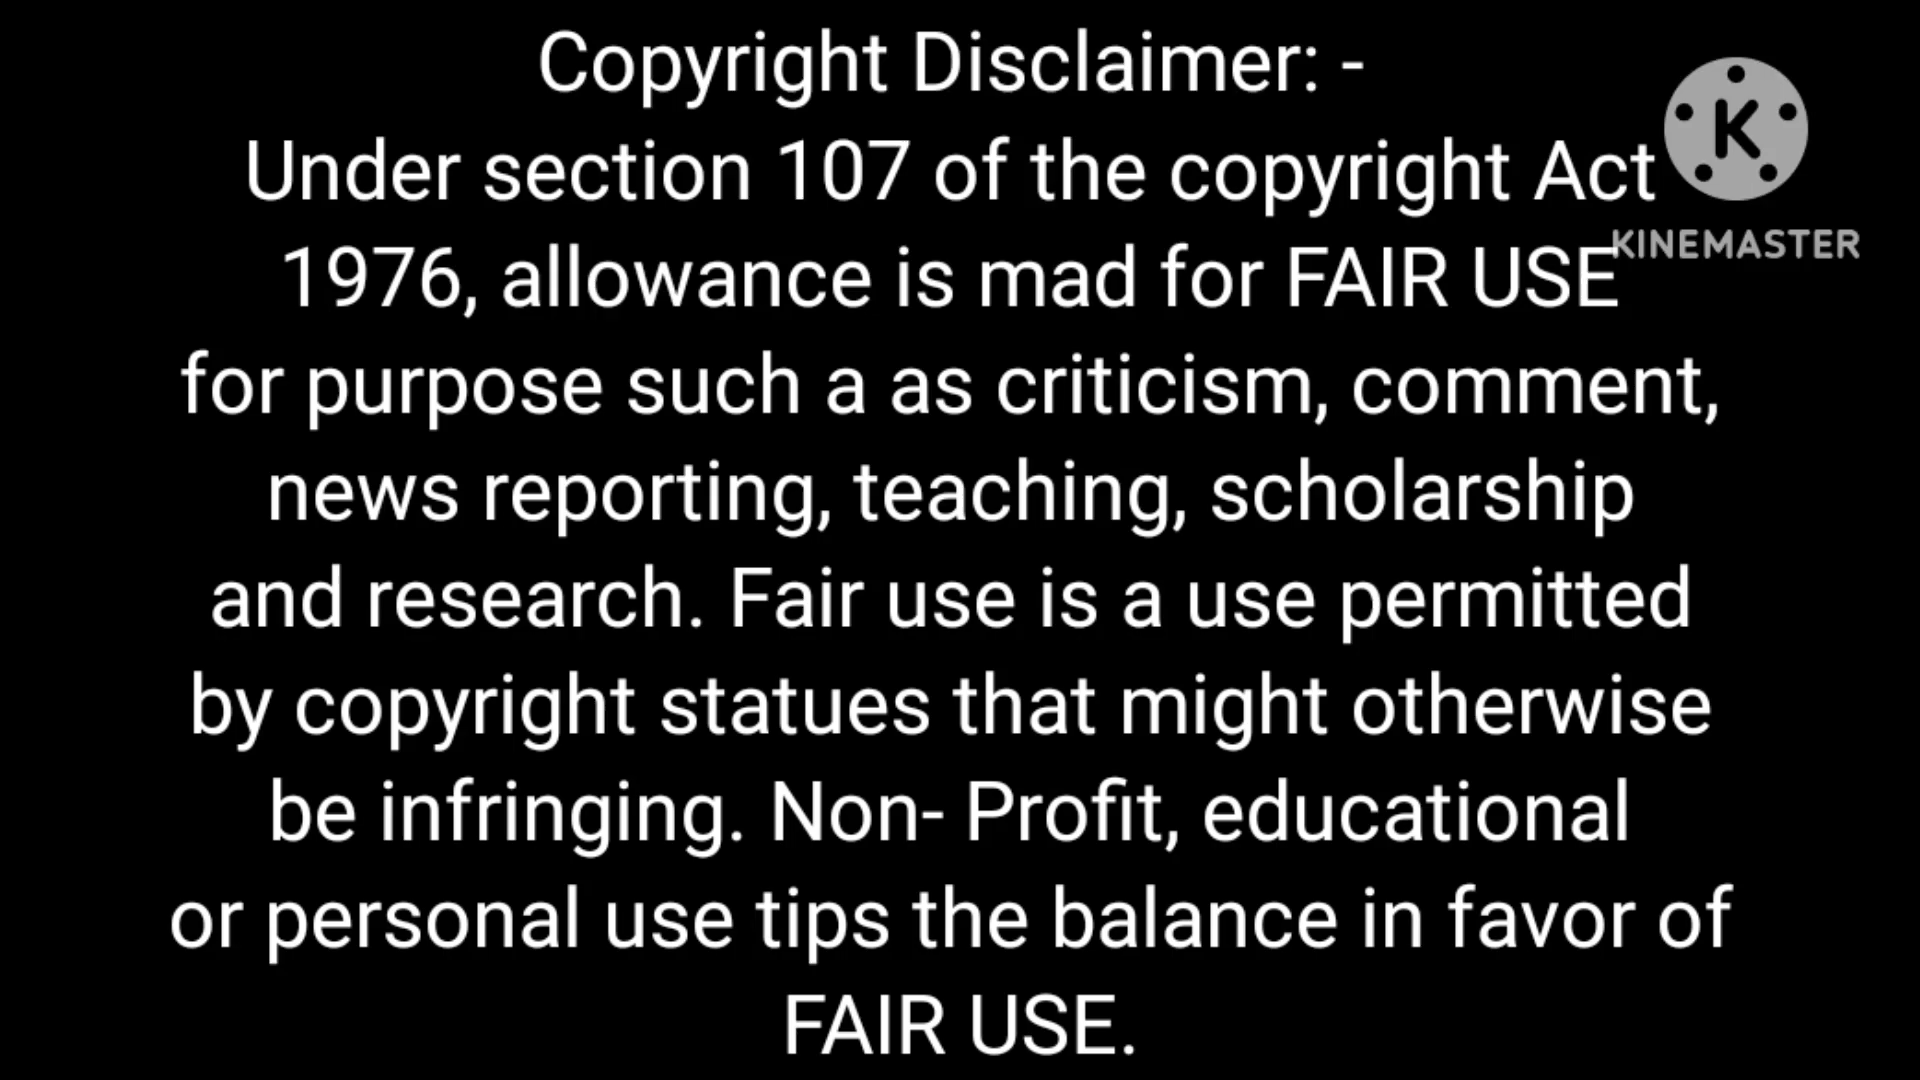 Copyright Disclaimer: -
Under section 107 of the copyright Act
1976, allowance is mad for FAIR USE
for purpose such a as criticism, comment,
news reporting, teaching, scholarship
and research. Fair use is a use permitted
by copyright statues that might otherwise
be infringing. Non- Profit, educational
or personal use tips the balance in favor of
FAIR USE.
K
KINEMASTER